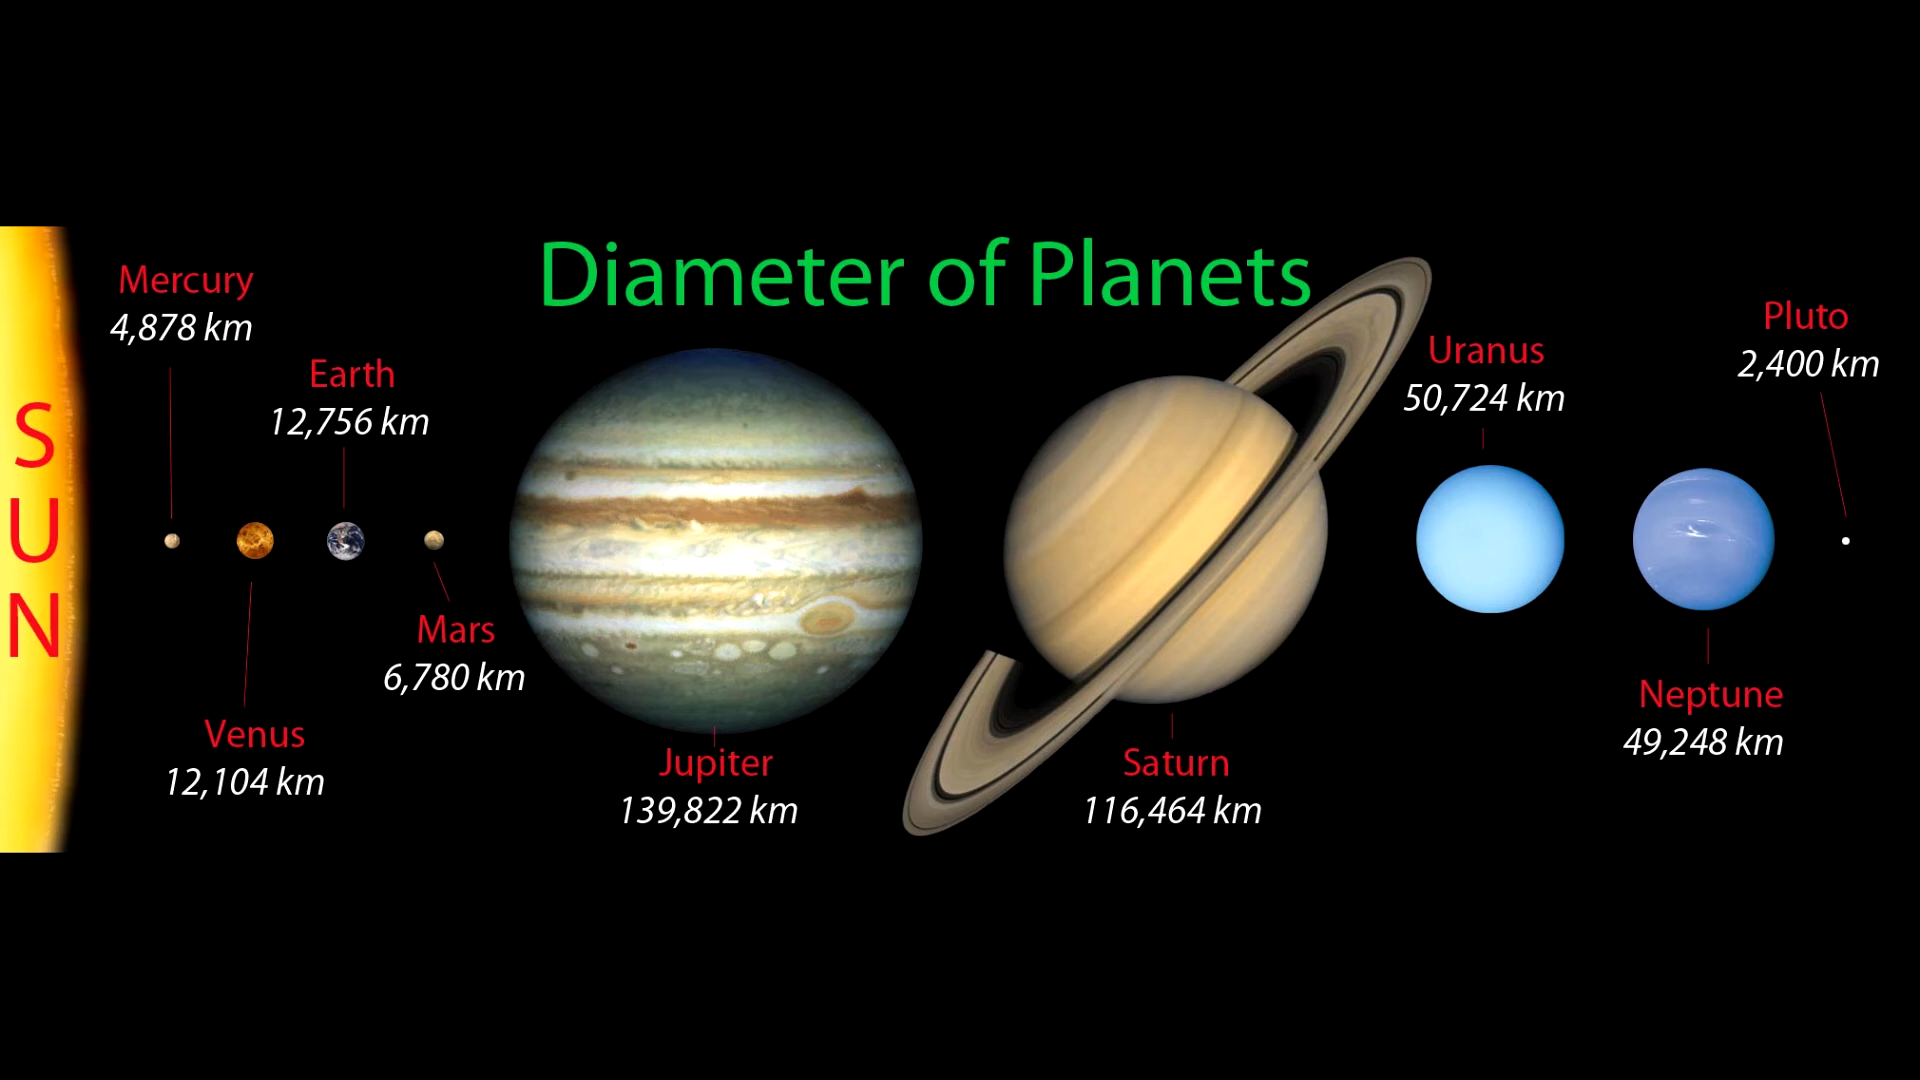 Diameter of Planets
SUN
Mercury
4,878 km
Venus
12,104 km
Earth
12,756 km
Mars
6,780 km
Jupiter
139,822 km
Saturn
116,464 km
Uranus
50,724 km
Neptune
49,248 km
Pluto
2,400 km